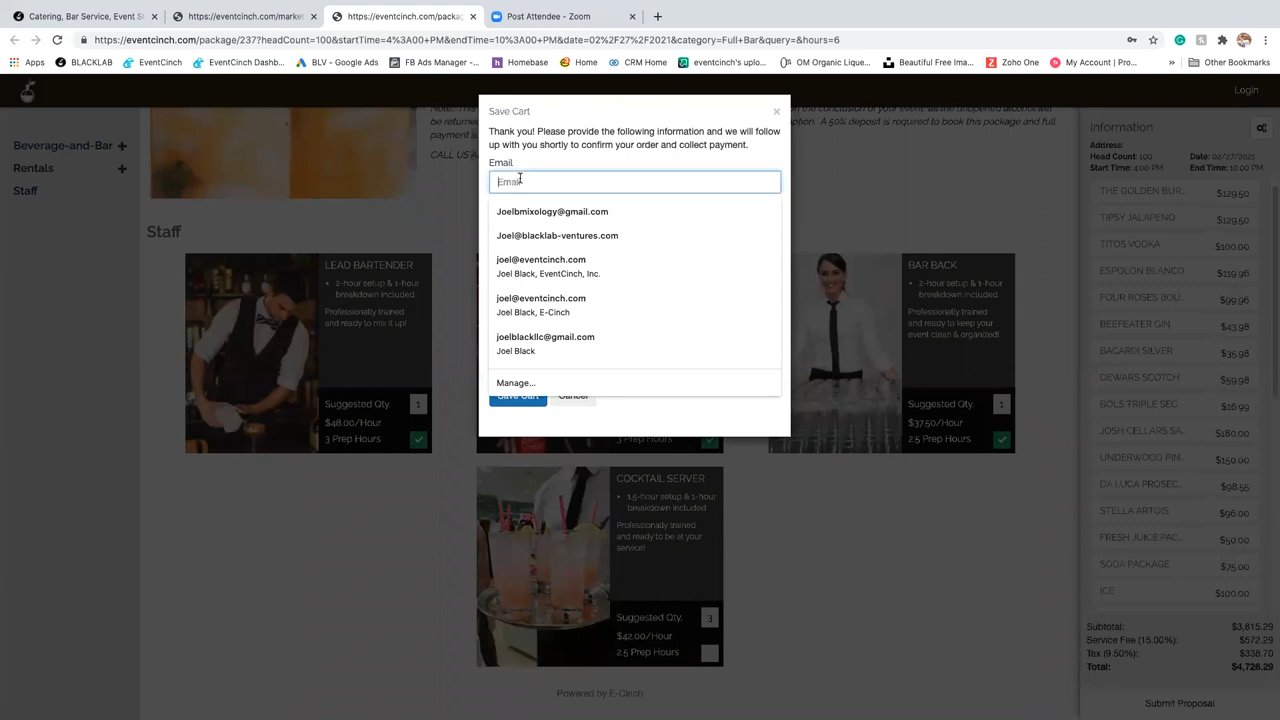 Catering, Bar Service, Event S
https://eventcinch.com/market
https://eventcinch.com/packa
Post Attendee - Zoom
https://eventcinch.com/package/237?headCount=100&startTime=4%3A00+PM&endTime=10%3A00+PM&date=02%2F27%2F2021&category=Full+Bar&query=&hours=6
Apps
BLACKLAB
EventCinch
EventCinch Dashb...
BLV - Google Ads
FB Ads Manager -...
Homebase
Home
CRM Home
eventcinch's uplo...
OM Organic Lique...
Beautiful Free Ima...
Zoho One
My Account | Pro...
»
Other Bookmarks
Login
Beverage-and-Bar +
Rentals +
Staff
payment is
CALL US A
the conclusion of your event, all unopened alcohol will
option. A 50% deposit is required to book this package and full
Staff
LEAD BARTENDER
• 2-hour setup & 1-hour
breakdown included
Professionally trained
and ready to mix it up!
Suggested Qty. 1
$48.00/Hour
3 Prep Hours
Save Cart ×
Thank you! Please provide the following information and we will follow
up with you shortly to confirm your order and collect payment.
Email
Email
Joelbmixology@gmail.com
Joel@blacklab-ventures.com
joel@eventcinch.com
Joel Black, EventCinch, Inc.
joel@eventcinch.com
Joel Black, E-Cinch
joelblackllc@gmail.com
Joel Black
Manage...
Save Cart
Cancel
3 Prep Hours
BAR BACK
• 2-hour setup & 1-hour
breakdown included
Professionally trained
and ready to keep your
event clean & organized!
Suggested Qty. 1
$37.50/Hour
2.5 Prep Hours
COCKTAIL SERVER
• 1.5-hour setup & 1-hour
breakdown included
Professionally trained
and ready to be at your
service!
Suggested Qty. 3
$42.00/Hour
2.5 Prep Hours
Powered by E-Cinch
Information
Address:
Head Count: 100 Date: 02/27/2021
Start Time: 4:00 PM End Time: 10:00 PM
THE GOLDEN BUR... $129.50
TIPSY JALAPENO $129.50
TITOS VODKA $100.00
ESPOLON BLANCO $119.96
FOUR ROSES BOU... $99.96
BEEFEATER GIN $43.98
BACARDI SILVER $35.98
DEWARS SCOTCH $59.98
BOLS TRIPLE SEC $16.99
JOSH CELLARS SA... $180.00
UNDERWOOD PIN... $150.00
DA LUCA PROSEC... $98.55
STELLA ARTOIS $96.00
FRESH JUICE PAC... $50.00
SODA PACKAGE $75.00
ICE $100.00
Subtotal: $3,815.29
Service Fee (15.00%): $572.29
Tax (9.50%): $338.70
Total: $4,726.29
Submit Proposal